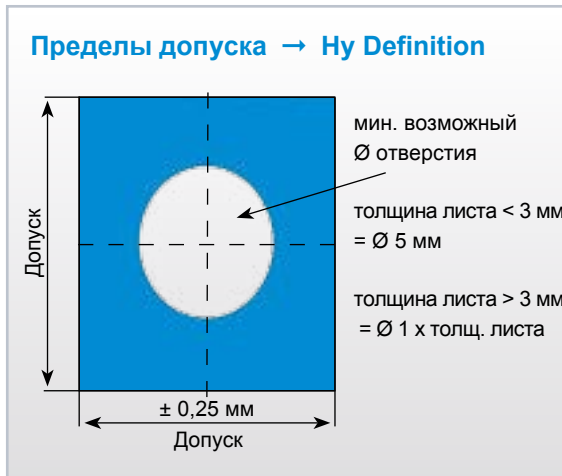 Пределы допуска → Hy Definition
мин. возможный
Ø отверстия
толщина листа < 3 мм
= Ø 5 мм
толщина листа > 3 мм
= Ø 1 x толщ. листа
Допуск
± 0,25 мм
Допуск